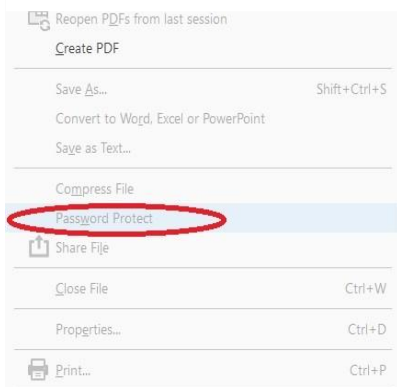 Reopen PDFs from last session
Create PDF
Save As... Shift+Ctrl+S
Convert to Word, Excel or PowerPoint
Save as Text...
Compress File
Password Protect
Share File
Close File Ctrl+W
Properties... Ctrl+D
Print... Ctrl+P